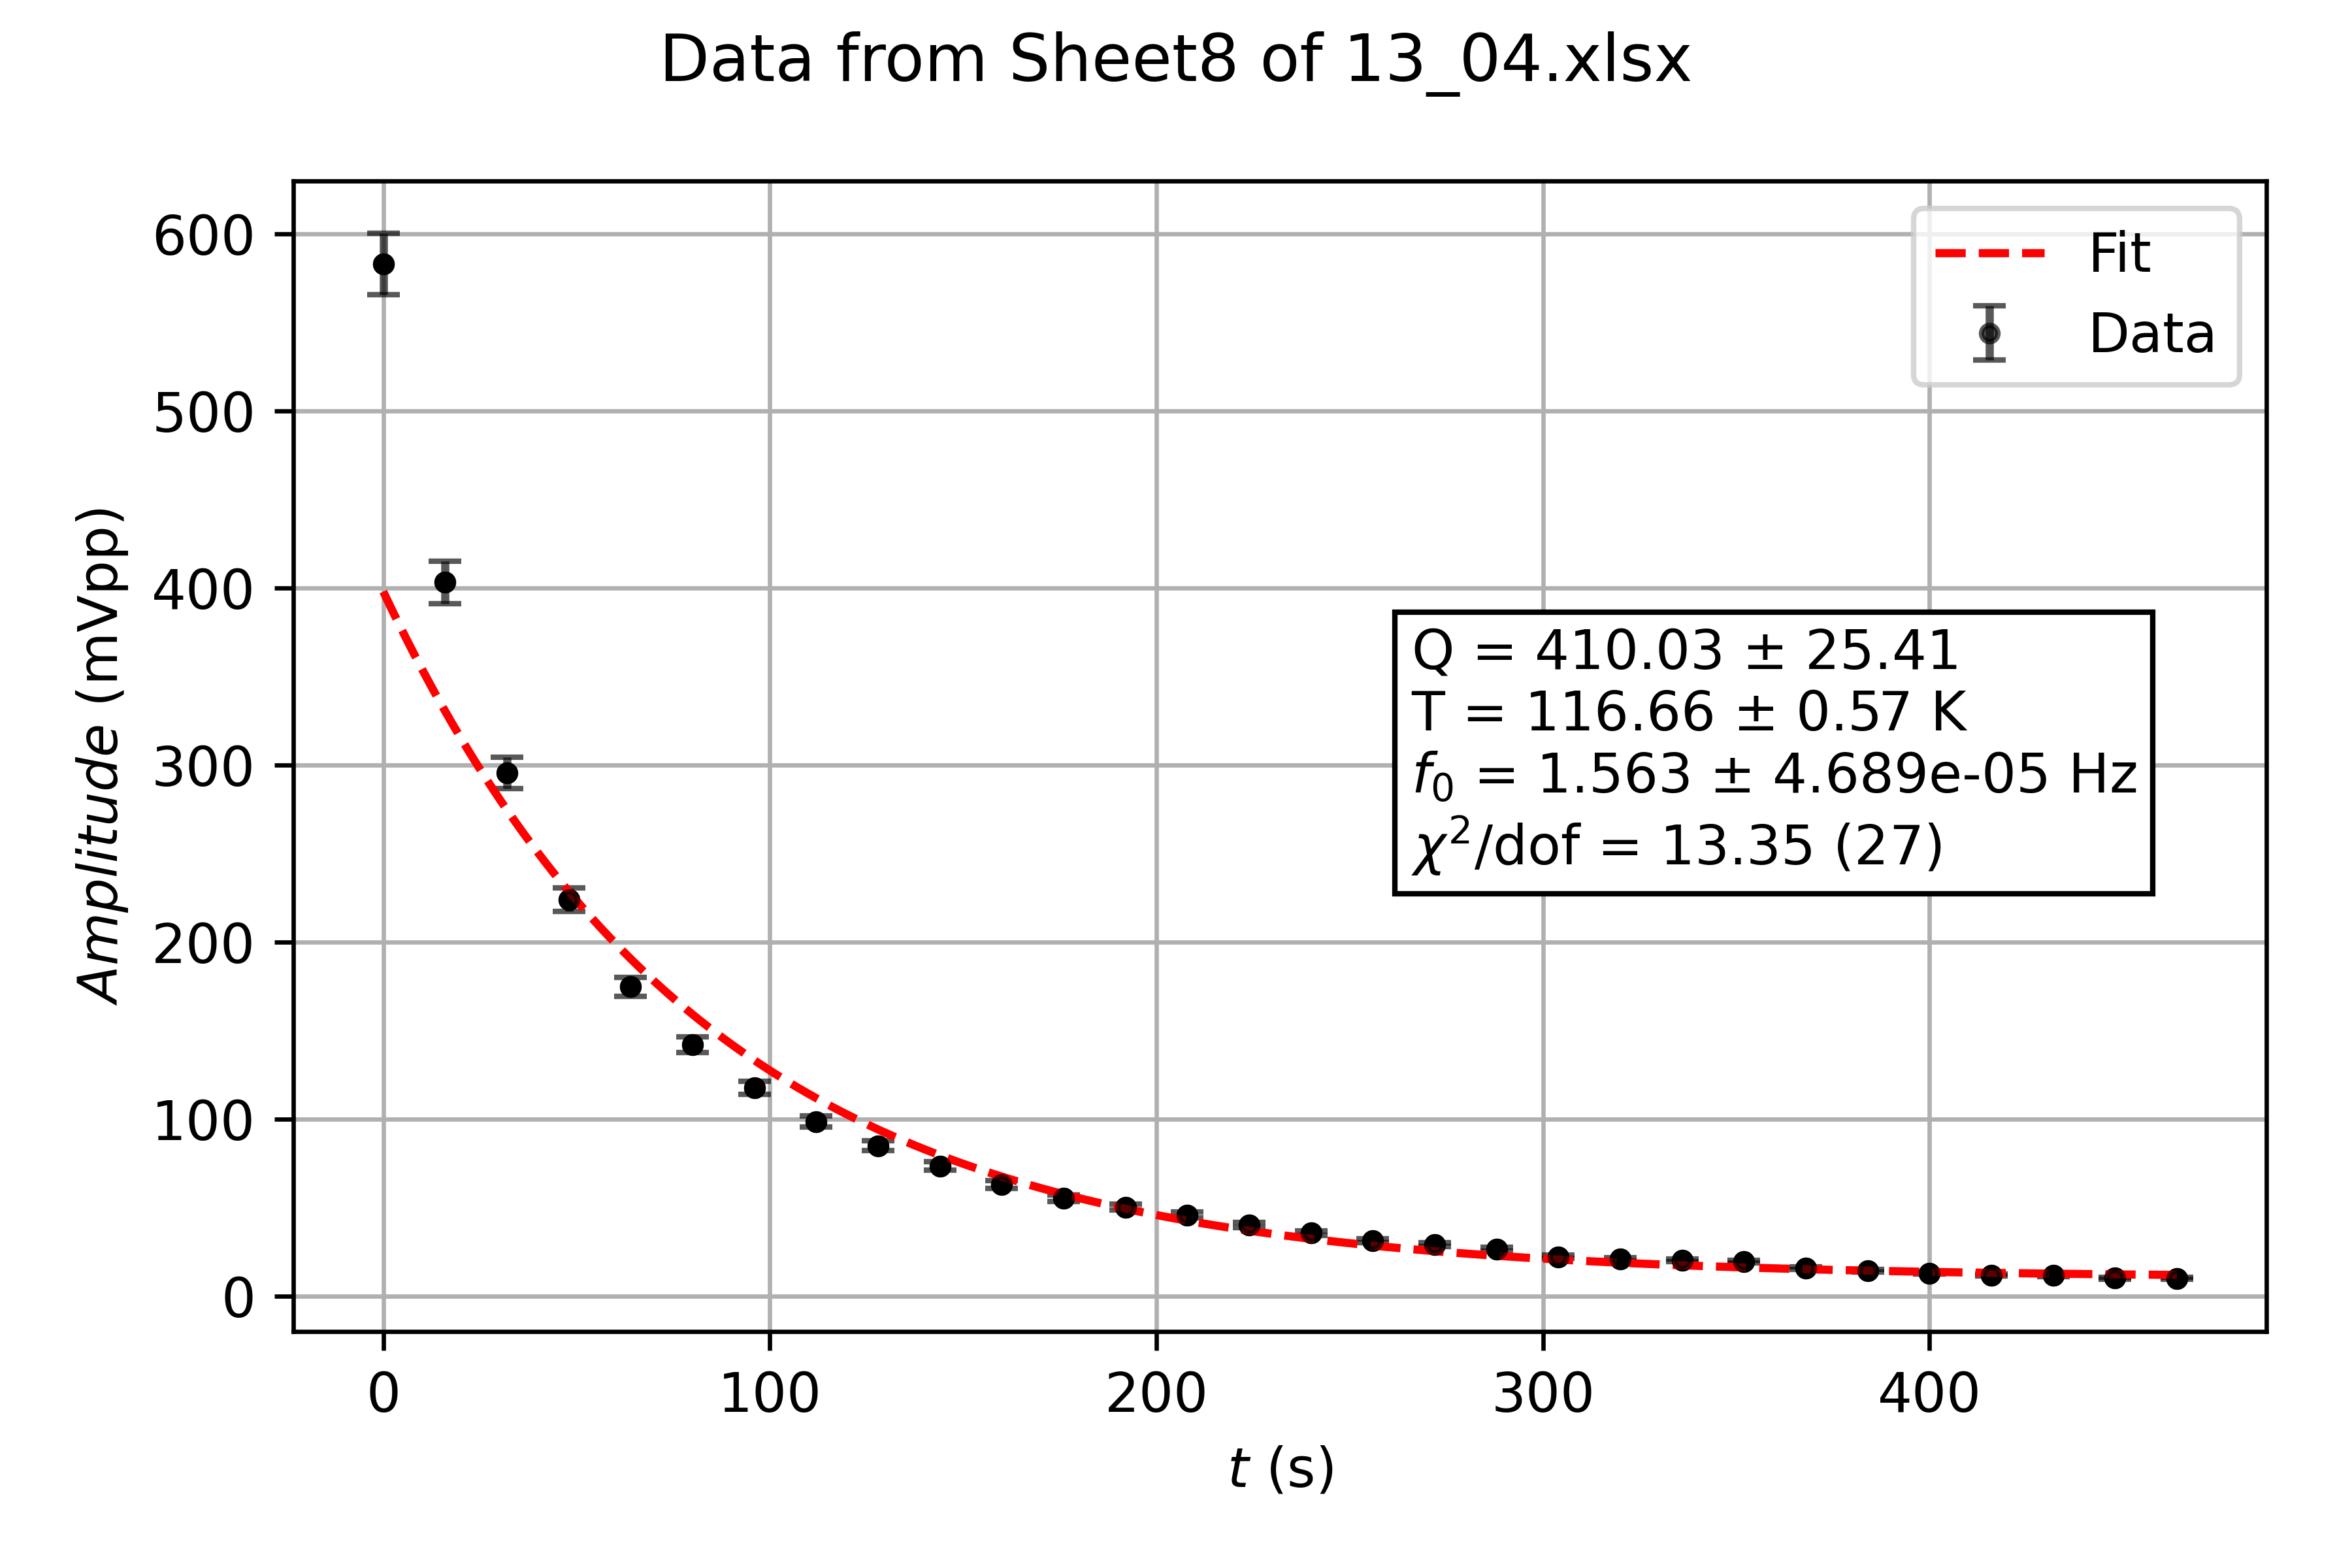 Data from Sheet8 of 13_04.xlsx
600
500
400
300
200
100
0
Amplitude (mVpp)
Fit
Data
Q = 410.03 ± 25.41
T = 116.66 ± 0.57 K
f₀ = 1.563 ± 4.689e-05 Hz
χ²/dof = 13.35 (27)
0 100 200 300 400
t (s)